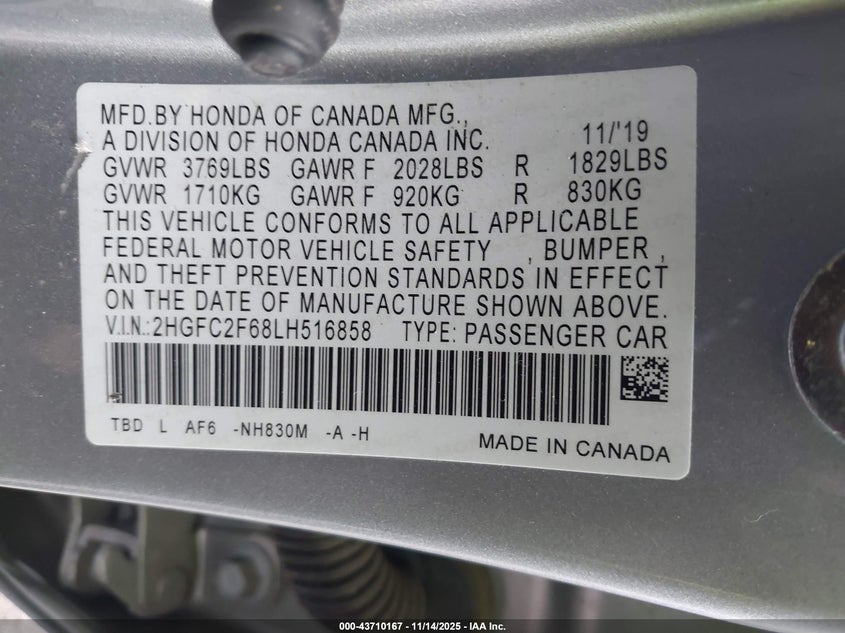 MFD.BY HONDA OF CANADA MFG.,
A DIVISION OF HONDA CANADA INC. 11/'19
GVWR 3769LBS GAWR F 2028LBS R 1829LBS
GVWR 1710KG GAWR F 920KG R 830KG
THIS VEHICLE CONFORMS TO ALL APPLICABLE
FEDERAL MOTOR VEHICLE SAFETY , BUMPER ,
AND THEFT PREVENTION STANDARDS IN EFFECT
ON THE DATE OF MANUFACTURE SHOWN ABOVE.
V.I.N.:2HGFC2F68LH516858 TYPE: PASSENGER CAR
TBD L AF6 -NH830M -A -H
MADE IN CANADA
000-43710167 — 11/14/2025 — IAA Inc.